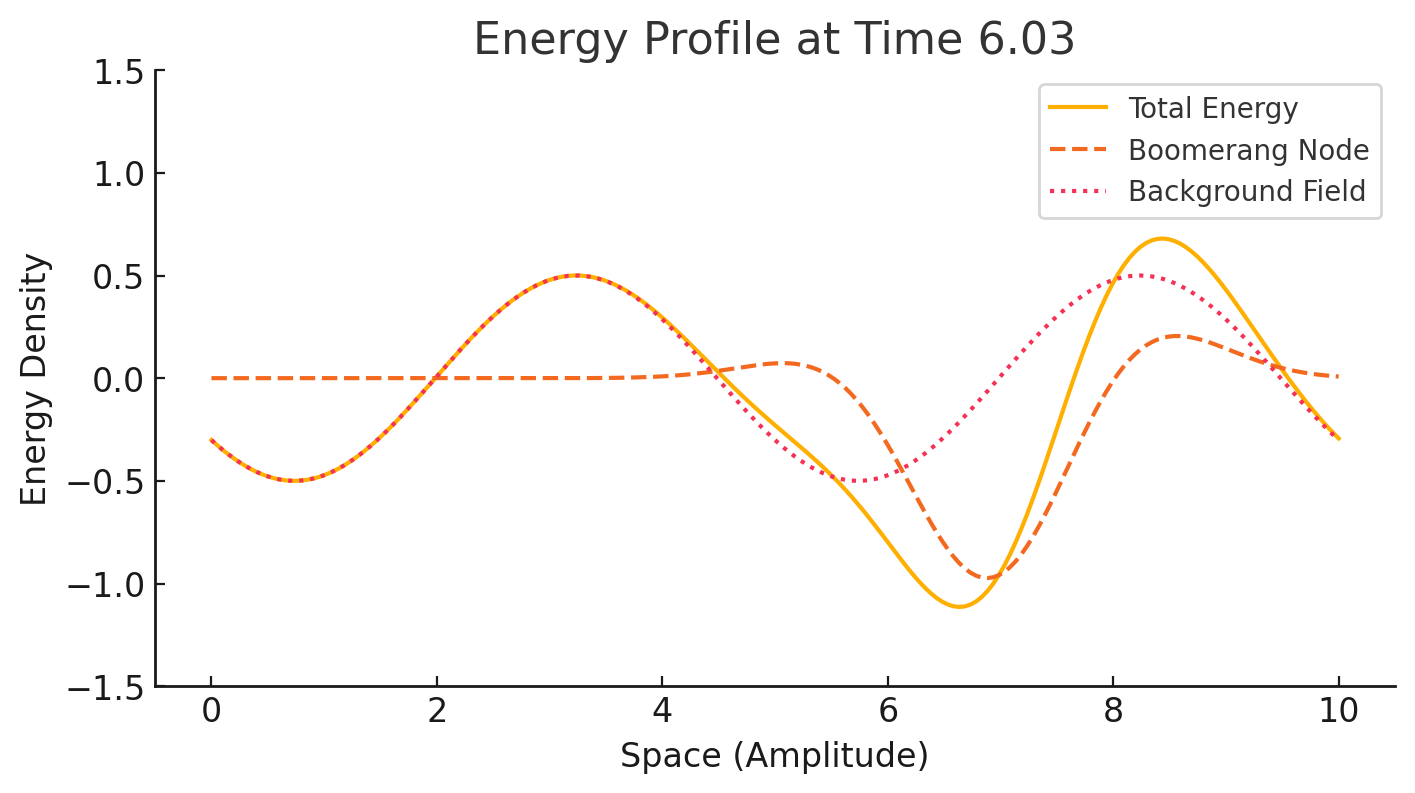 Energy Profile at Time 6.03
1.5
1.0
0.5
0.0
−0.5
−1.0
−1.5
Energy Density
Total Energy
Boomerang Node
Background Field
0 2 4 6 8 10
Space (Amplitude)